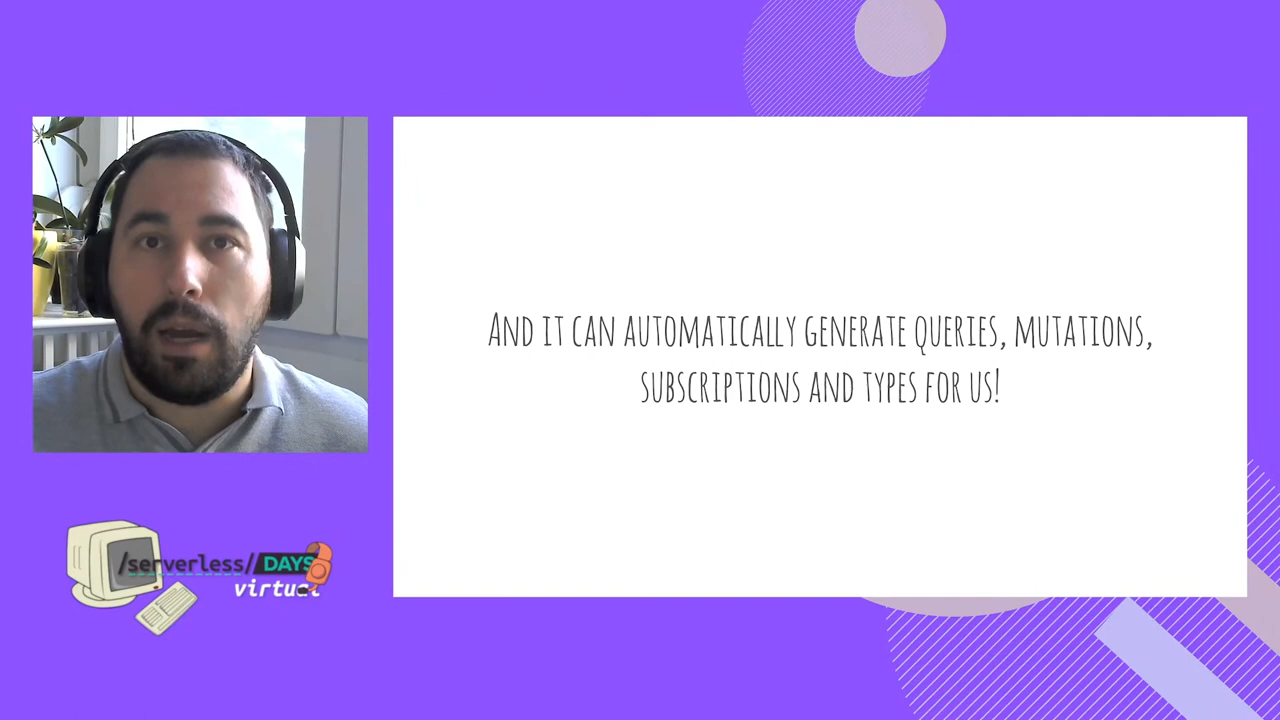 And it can automatically generate queries, mutations,
subscriptions and types for us!
/serverless/DAYS
virtual